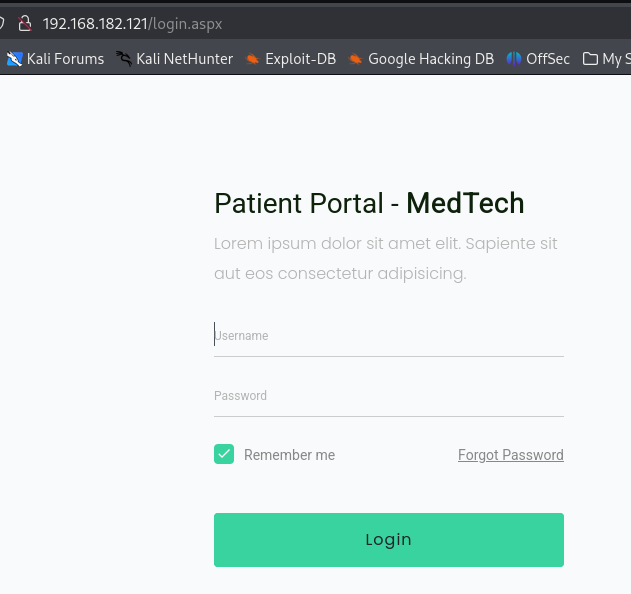 192.168.182.121/login.aspx
Kali Forums Kali NetHunter Exploit-DB Google Hacking DB OffSec My S
Patient Portal - MedTech
Lorem ipsum dolor sit amet elit. Sapiente sit
aut eos consectetur adipisicing.
Username
Password
Remember me Forgot Password
Login